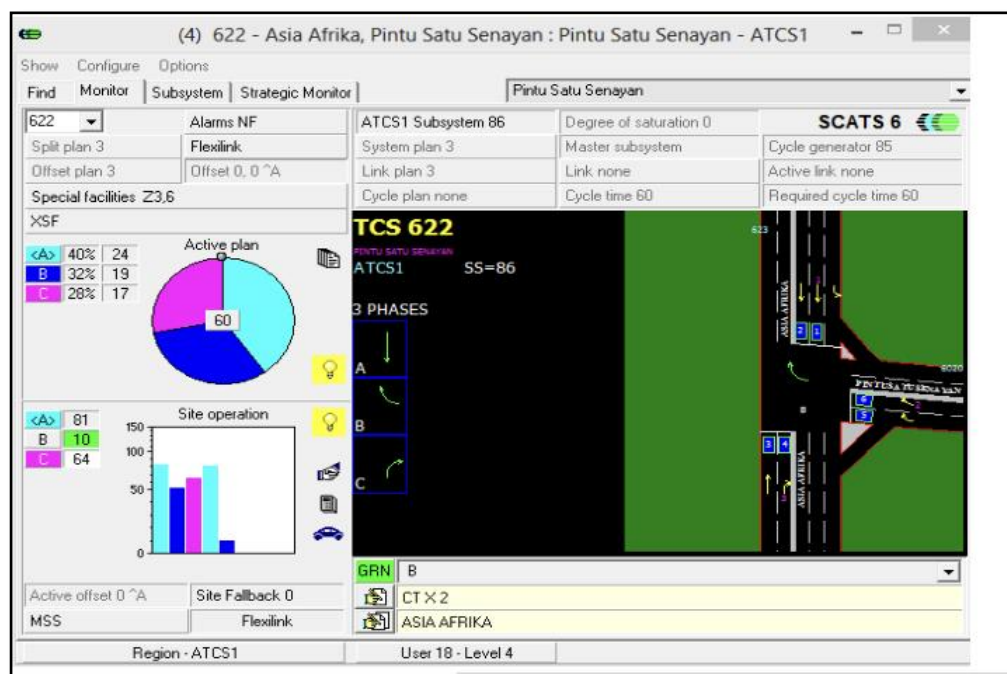 (4) 622 - Asia Afrika, Pintu Satu Senayan : Pintu Satu Senayan - ATCS1
Show Configure Options
Find Monitor Subsystem Strategic Monitor Pintu Satu Senayan
622 Alarms NF
Split plan 3 Flexilink
Offset plan 3 Offset 0, 0 ^A
Special facilities Z3,6
XSF
ATCS1 Subsystem 86 Degree of saturation 0 SCATS 6
System plan 3 Master subsystem Cycle generator 85
Link plan 3 Link none Active link none
Cycle plan none Cycle time 60 Required cycle time 60
Active plan
<A> 40% 24
B 32% 19
C 28% 17
60
TCS 622
PINTU SATU SENAYAN
ATCS1 SS=86
3 PHASES
A
B
C
623
ASIA AFRIKA
2 1
6020
6
5
3 4
ASIA AFRIKA
Site operation
<A> 81
B 10
C 64
150
100
50
0
GRN B
CT X 2
ASIA AFRIKA
Active offset 0 ^A Site Fallback 0
MSS Flexilink
Region - ATCS1 User 18 - Level 4